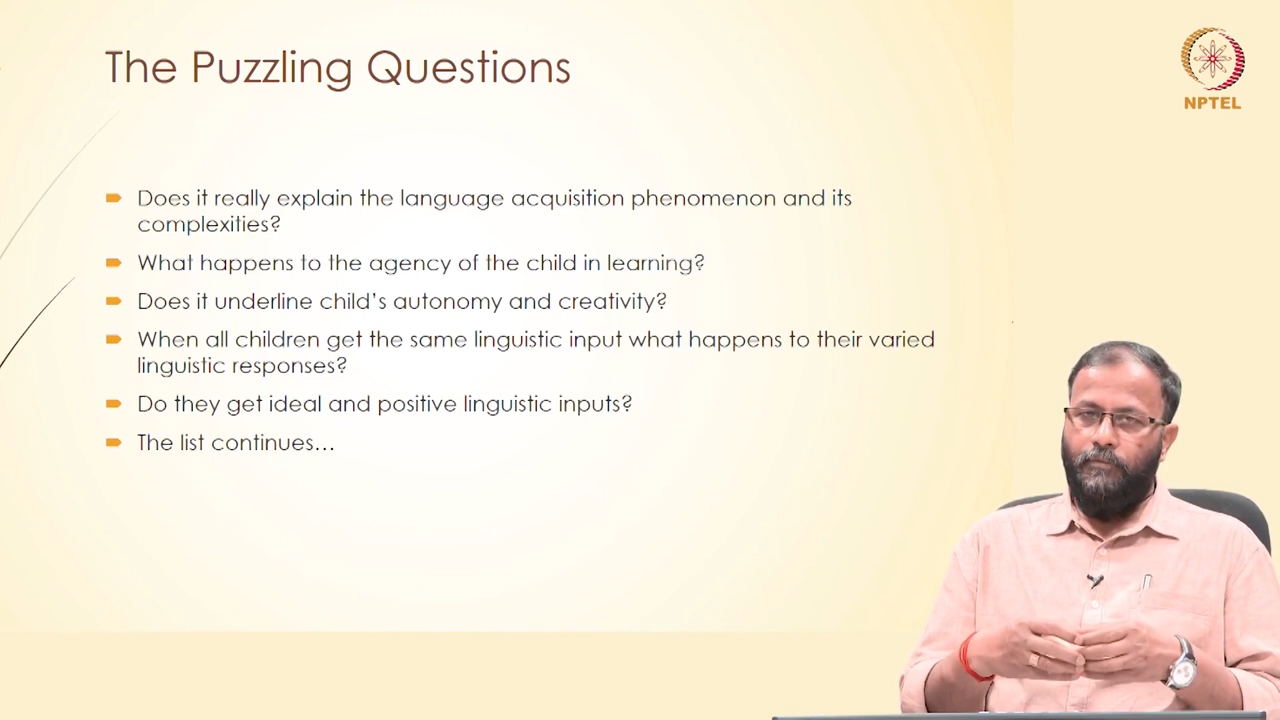 The Puzzling Questions
NPTEL
Does it really explain the language acquisition phenomenon and its
complexities?
What happens to the agency of the child in learning?
Does it underline child's autonomy and creativity?
When all children get the same linguistic input what happens to their varied
linguistic responses?
Do they get ideal and positive linguistic inputs?
The list continues...